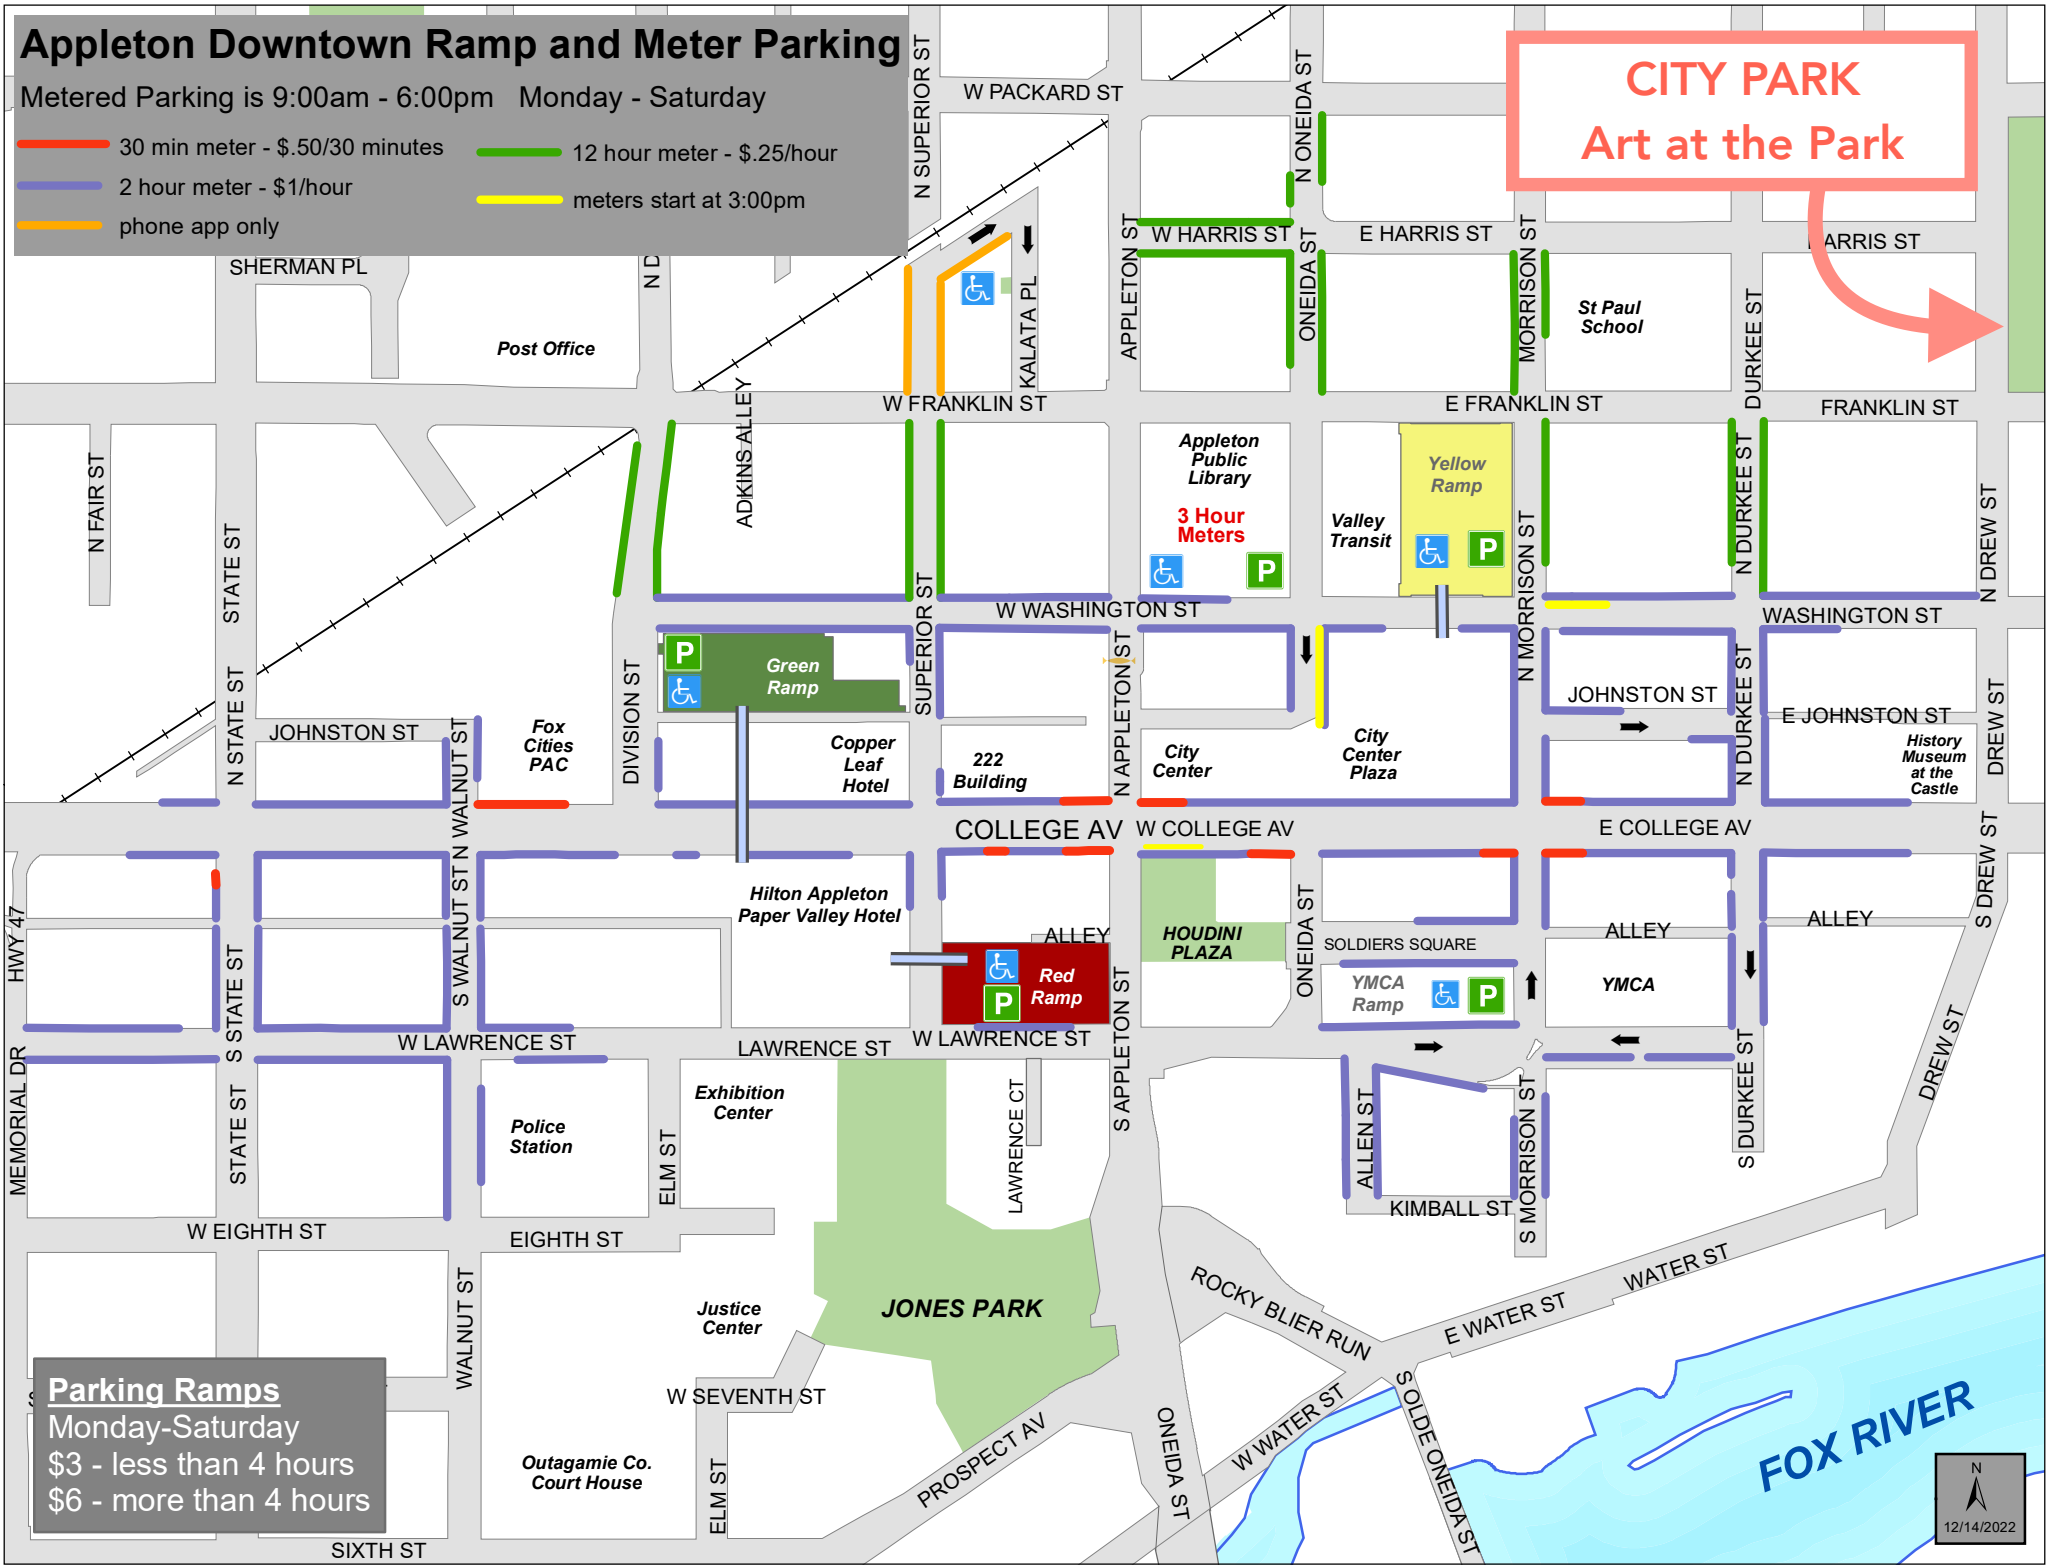 Appleton Downtown Ramp and Meter Parking
Metered Parking is 9:00am - 6:00pm Monday - Saturday
30 min meter - $.50/30 minutes
2 hour meter - $1/hour
phone app only
12 hour meter - $.25/hour
meters start at 3:00pm
CITY PARK
Art at the Park
W PACKARD ST
N SUPERIOR ST
N ONEIDA ST
W HARRIS ST
E HARRIS ST
HARRIS ST
SHERMAN PL
N D
APPLETON ST
ONEIDA ST
MORRISON ST
DURKEE ST
KALATA PL
Post Office
St Paul
School
ADKINS ALLEY
W FRANKLIN ST
E FRANKLIN ST
FRANKLIN ST
N FAIR ST
STATE ST
Appleton
Public
Library
3 Hour
Meters
P
Valley
Transit
Yellow
Ramp
P
N MORRISON ST
N DURKEE ST
N DREW ST
W WASHINGTON ST
WASHINGTON ST
SUPERIOR ST
DIVISION ST
P
Green
Ramp
N APPLETON ST
N STATE ST
JOHNSTON ST
N WALNUT ST
Fox
Cities
PAC
Copper
Leaf
Hotel
222
Building
City
Center
City
Center
Plaza
JOHNSTON ST
N DURKEE ST
E JOHNSTON ST
History
Museum
at the
Castle
DREW ST
COLLEGE AV
W COLLEGE AV
E COLLEGE AV
HWY 47
S WALNUT ST
Hilton Appleton
Paper Valley Hotel
ALLEY
HOUDINI
PLAZA
ONEIDA ST
SOLDIERS SQUARE
ALLEY
ALLEY
S DREW ST
S STATE ST
Red
Ramp
P
YMCA
Ramp
P
YMCA
W LAWRENCE ST
LAWRENCE ST
W LAWRENCE ST
MEMORIAL DR
STATE ST
Police
Station
ELM ST
Exhibition
Center
LAWRENCE CT
S APPLETON ST
ALLEN ST
S MORRISON ST
S DURKEE ST
DREW ST
KIMBALL ST
W EIGHTH ST
EIGHTH ST
WALNUT ST
Justice
Center
JONES PARK
ROCKY BLIER RUN
E WATER ST
WATER ST
W SEVENTH ST
Outagamie Co.
Court House
ELM ST
PROSPECT AV
ONEIDA ST
W WATER ST
S OLDE ONEIDA ST
FOX RIVER
SIXTH ST
Parking Ramps
Monday-Saturday
$3 - less than 4 hours
$6 - more than 4 hours
N
12/14/2022